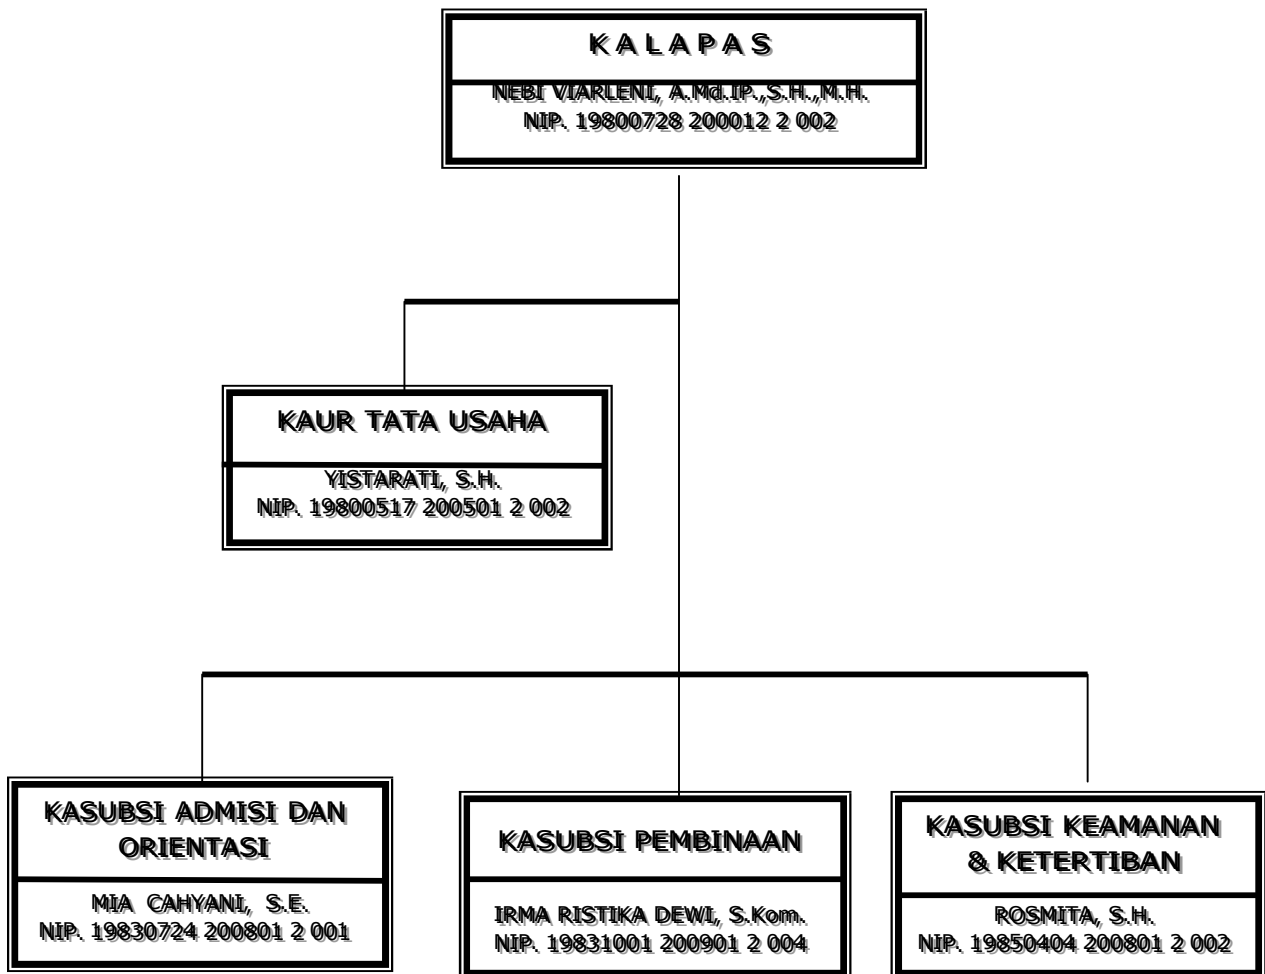 K A L A P A S
NEBI VIARLENI, A.Md.IP.,S.H.,M.H.
NIP. 19800728 200012 2 002
KAUR TATA USAHA
YISTARATI, S.H.
NIP. 19800517 200501 2 002
KASUBSI ADMISI DAN
ORIENTASI
MIA CAHYANI, S.E.
NIP. 19830724 200801 2 001
KASUBSI PEMBINAAN
IRMA RISTIKA DEWI, S.Kom.
NIP. 19831001 200901 2 004
KASUBSI KEAMANAN
& KETERTIBAN
ROSMITA, S.H.
NIP. 19850404 200801 2 002